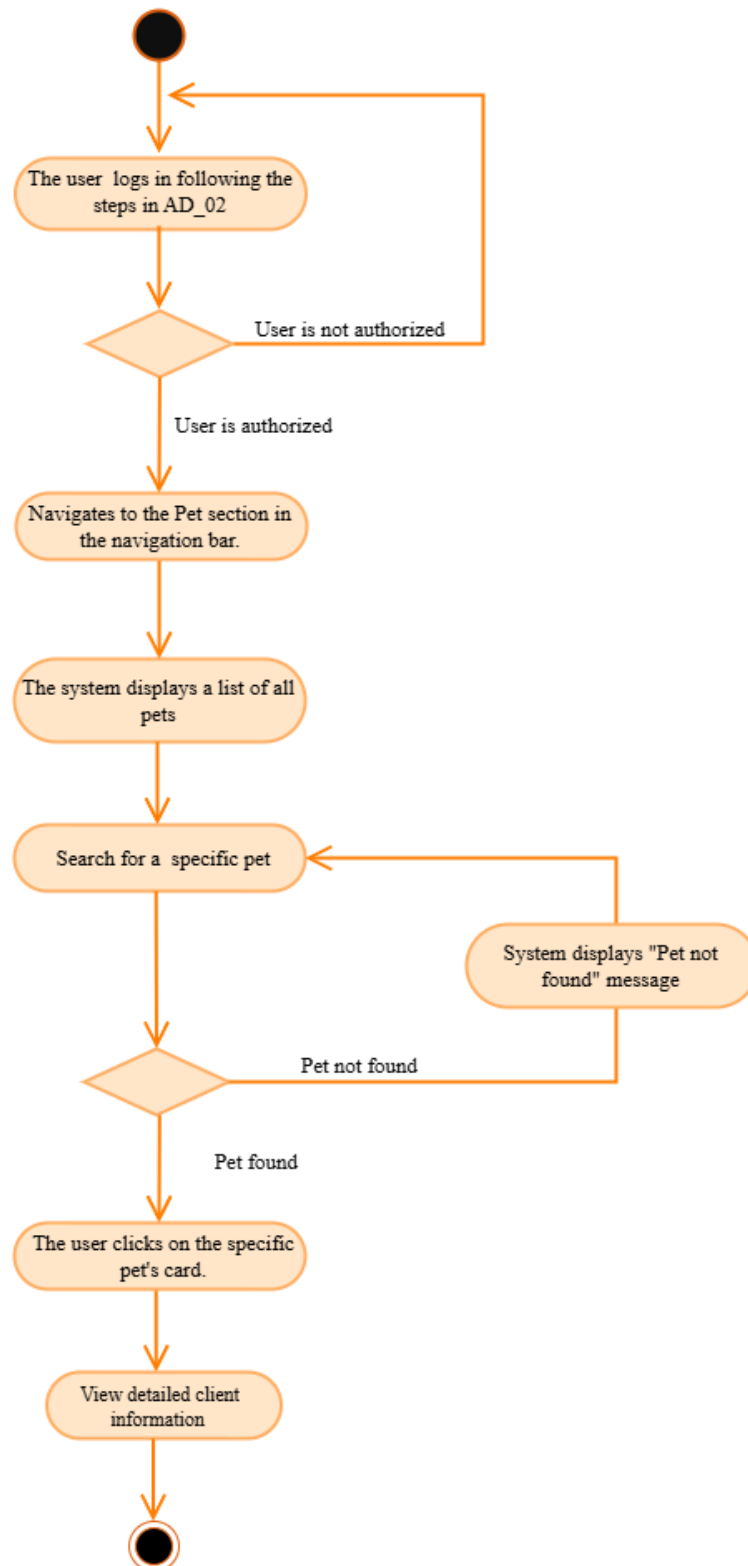 The user  logs in following the
steps in AD_02
User is not authorized
User is authorized
Navigates to the Pet section in
the navigation bar.
The system displays a list of all
pets
Search for a  specific pet
System displays "Pet not
found" message
Pet not found
Pet found
The user clicks on the specific
pet's card.
View detailed client
information